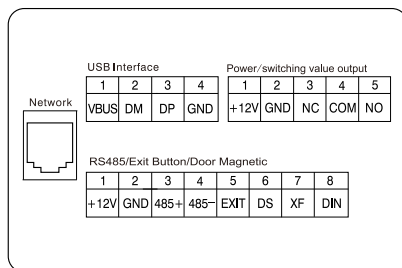 USB Interface
1 2 3 4
VBUS DM DP GND
Power/switching value output
1 2 3 4 5
+12V GND NC COM NO
Network
RS485/Exit Button/Door Magnetic
1 2 3 4 5 6 7 8
+12V GND 485+ 485- EXIT DS XF DIN